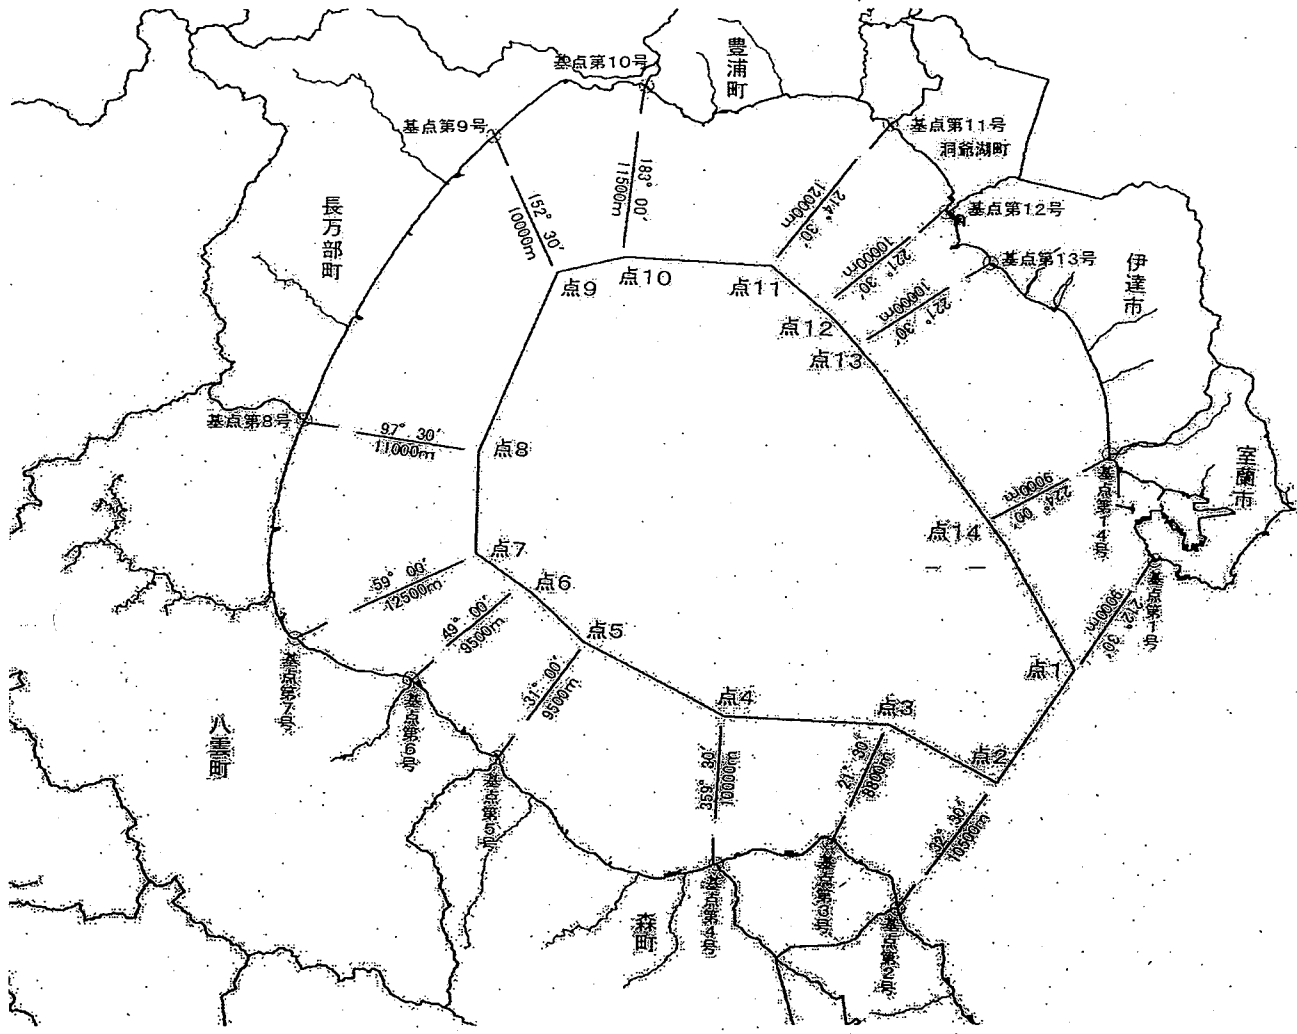 基点第10号
豊浦町
基点第9号
基点第11号
洞爺湖町
183° 00′
11500m
152° 30′
10000m
214° 30′
12000m
長万部町
基点第12号
基点第13号
伊達市
221° 30′
10000m
221° 30′
10000m
点9
点10
点11
点12
点13
基点第8号
97° 30′
11000m
点8
室蘭市
224° 00′
9000m
基点第14号
点14
点7
59° 00′
12500m
点6
49° 00′
9500m
点5
31° 00′
9500m
基点第1号
212° 30′
9000m
点1
基点第7号
基点第6号
八雲町
点4
点3
点2
359° 30′
10000m
21° 30′
8800m
32° 30′
10500m
基点第5号
基点第4号
基点第3号
基点第2号
森町